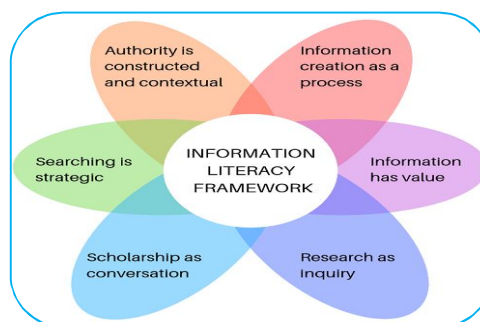 Authority is
constructed
and contextual
Information
creation as a
process
Searching is
strategic
INFORMATION
LITERACY
FRAMEWORK
Information
has value
Scholarship as
conversation
Research as
inquiry